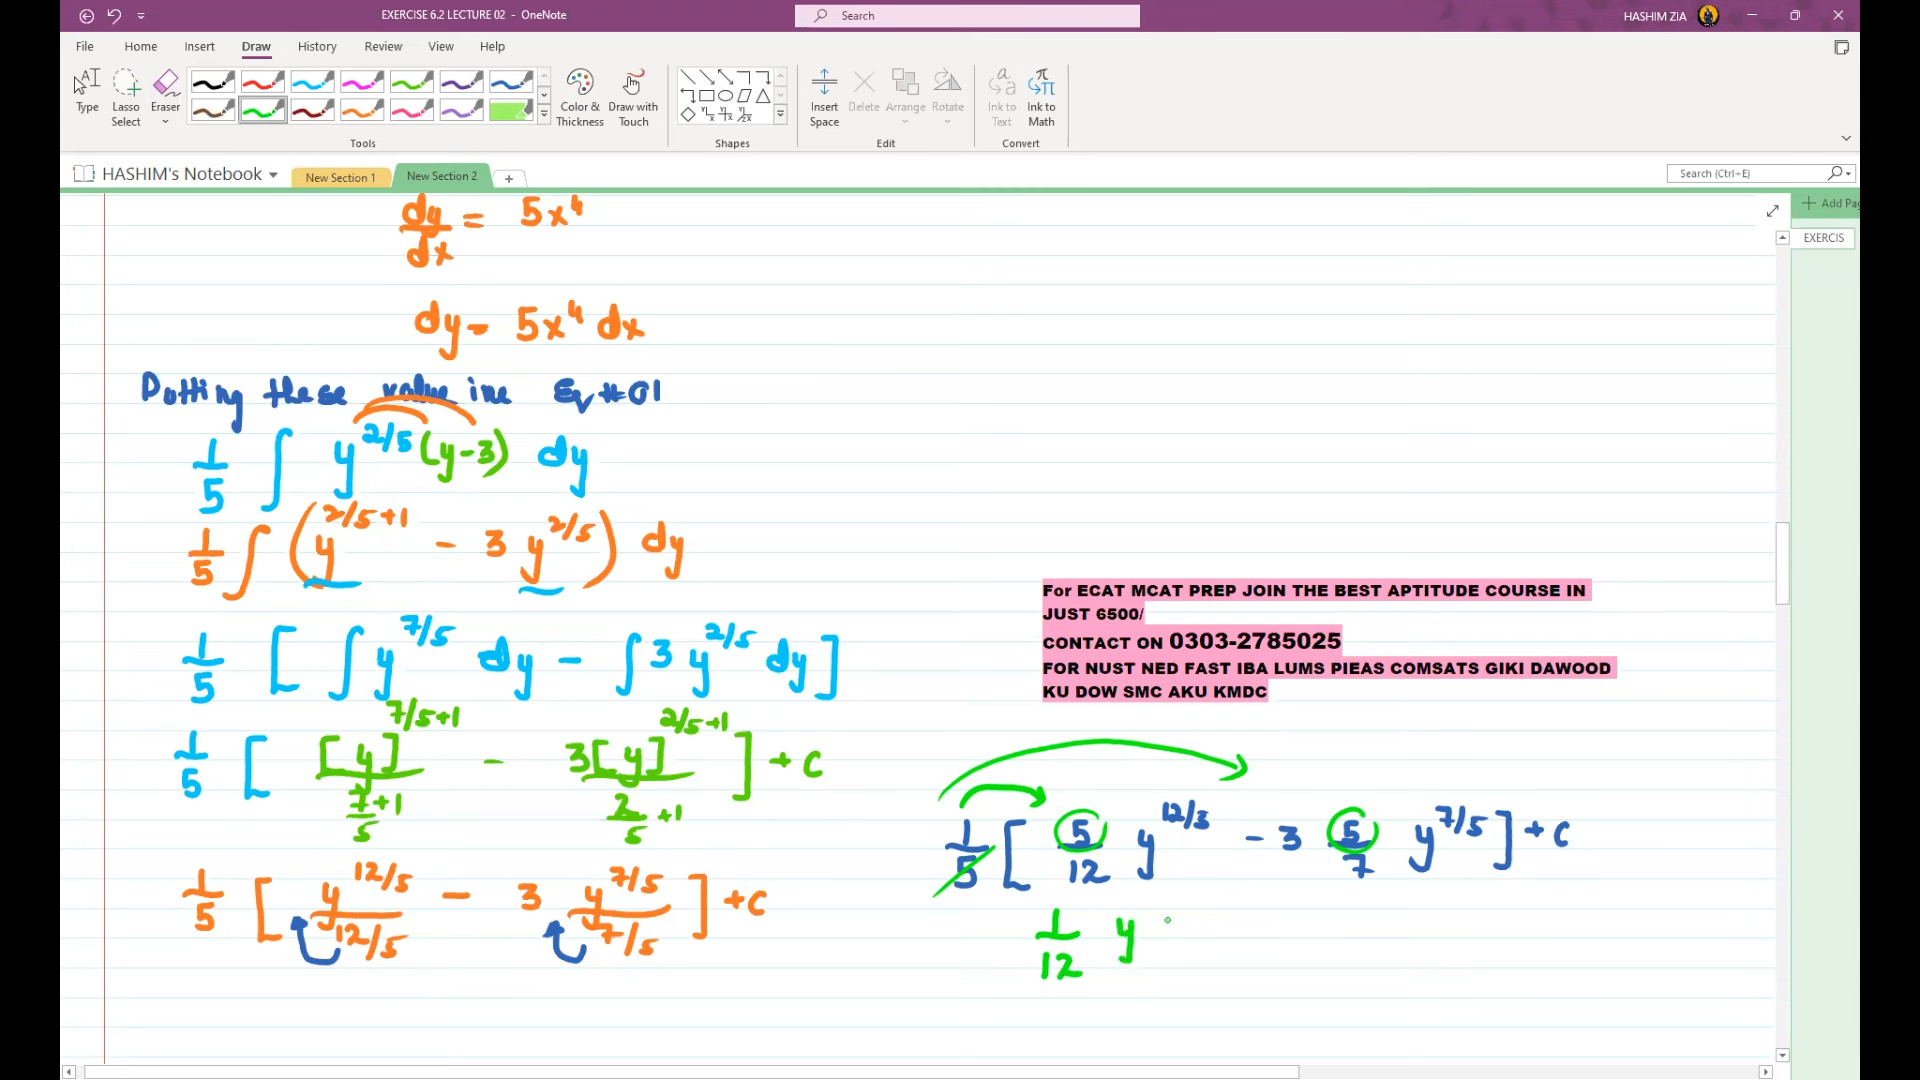 EXERCISE 6.2 LECTURE 02 - OneNote
Search
HASHIM ZIA
File Home Insert Draw History Review View Help
Type
Lasso Select
Eraser
Color & Thickness
Draw with Touch
Insert Space
Delete
Arrange
Rotate
Ink to Text
Ink to Math
Tools Shapes Edit Convert
HASHIM's Notebook
New Section 1
New Section 2
Search (Ctrl+E)
Add Pag
EXERCIS
dy/dx = 5x^4
dy = 5x^4 dx
Putting these value ine Eq # 01
1/5 ∫ y^2/5 (y-3) dy
1/5 ∫ (y^2/5+1 - 3 y^2/5) dy
1/5 [ ∫ y^7/5 dy - ∫ 3 y^2/5 dy ]
1/5 [ [y]^7/5+1 / 7/5+1 - 3[y]^2/5+1 / 2/5+1 ] + c
1/5 [ y^12/5 / 12/5 - 3 y^7/5 / 7/5 ] + c
For ECAT MCAT PREP JOIN THE BEST APTITUDE COURSE IN
JUST 6500/
CONTACT ON 0303-2785025
FOR NUST NED FAST IBA LUMS PIEAS COMSATS GIKI DAWOOD
KU DOW SMC AKU KMDC
1/5 [ 5/12 y^12/3 - 3 5/7 y^7/5 ] + c
1/12 y